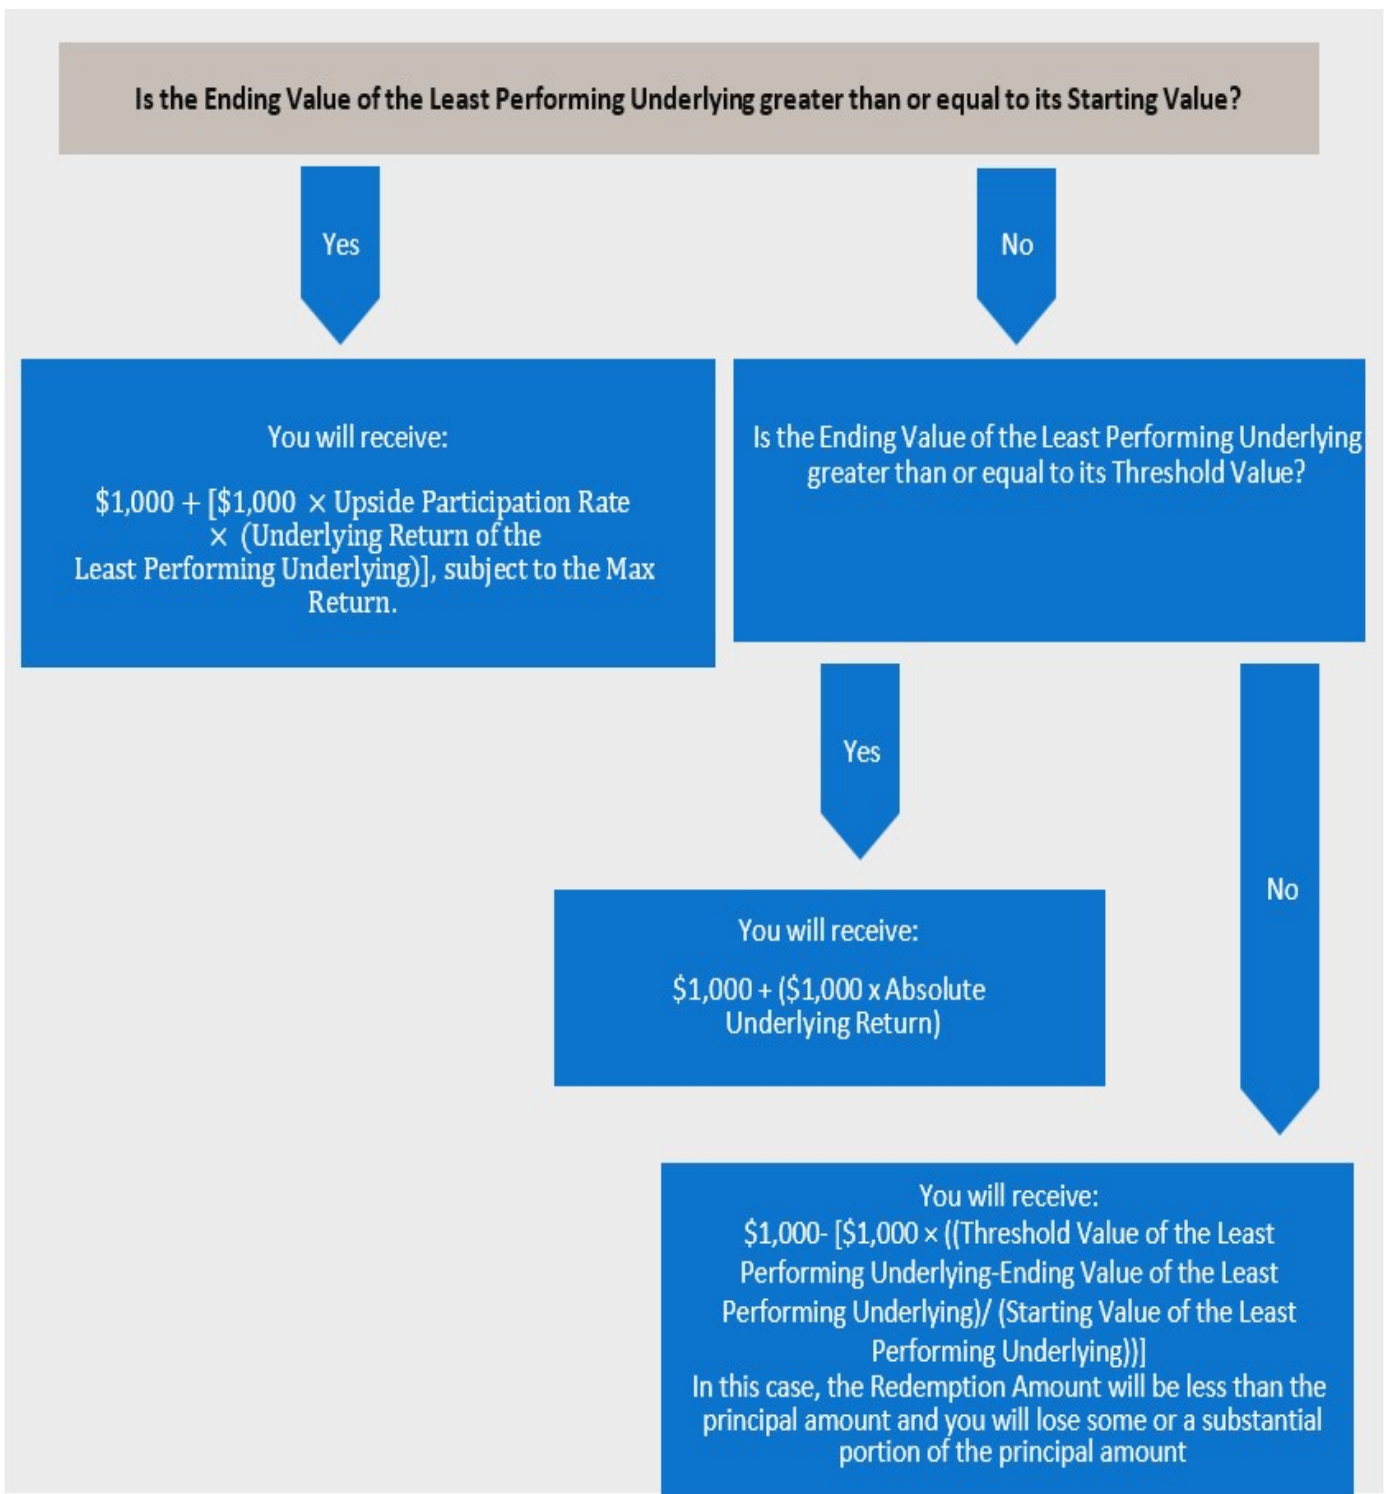 Is the Ending Value of the Least Performing Underlying greater than or equal to its Starting Value?
Yes
No
You will receive:
$1,000 + [$1,000 × Upside Participation Rate
× (Underlying Return of the
Least Performing Underlying)], subject to the Max
Return.
Is the Ending Value of the Least Performing Underlying
greater than or equal to its Threshold Value?
Yes
No
You will receive:
$1,000 + ($1,000 x Absolute
Underlying Return)
You will receive:
$1,000- [$1,000 × ((Threshold Value of the Least
Performing Underlying-Ending Value of the Least
Performing Underlying)/ (Starting Value of the Least
Performing Underlying))]
In this case, the Redemption Amount will be less than the
principal amount and you will lose some or a substantial
portion of the principal amount